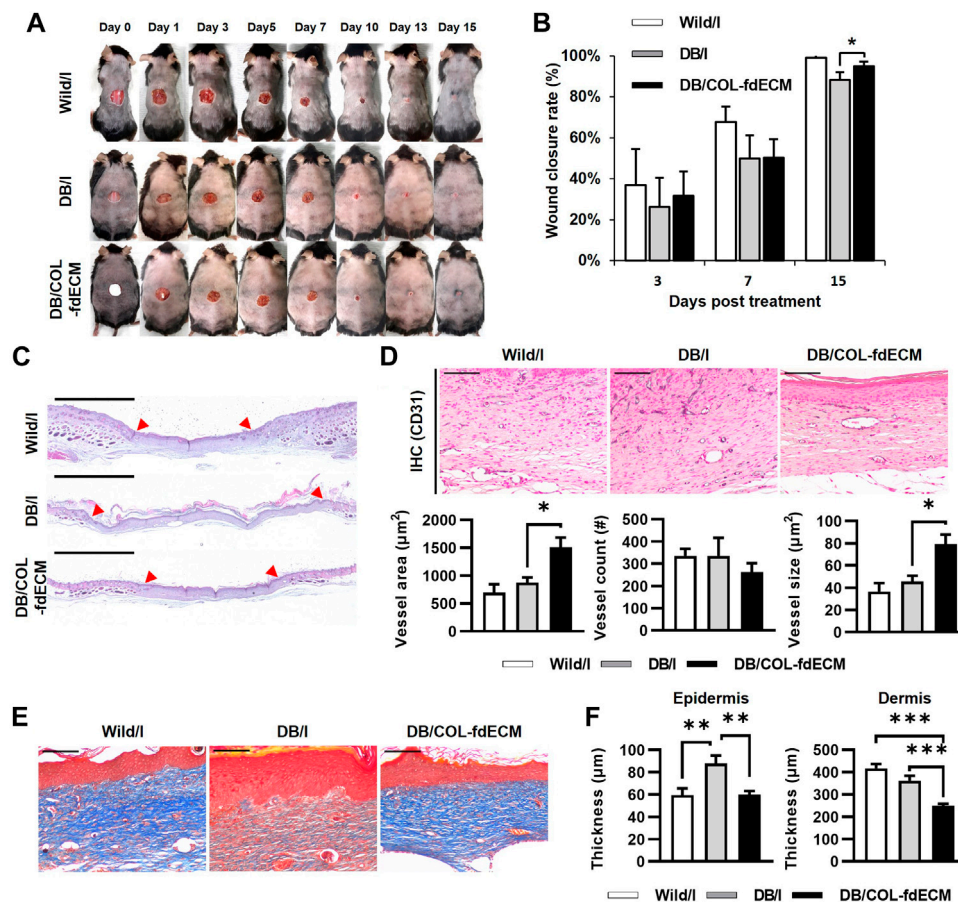 A
Day 0 Day 1 Day 3 Day5 Day 7 Day 10 Day 13 Day 15
Wild/I
DB/I
DB/COL
-fdECM
B
Wild/I
DB/I
DB/COL-fdECM
*
Wound closure rate (%)
100%
80%
60%
40%
20%
0%
3 7 15
Days post treatment
C
Wild/I
DB/I
DB/COL
-fdECM
D
Wild/I DB/I DB/COL-fdECM
IHC (CD31)
Vessel area (μm²)
2000
1500
1000
500
0
*
Vessel count (#)
500
400
300
200
100
0
Vessel size (μm²)
100
80
60
40
20
0
*
Wild/I DB/I DB/COL-fdECM
E
Wild/I DB/I DB/COL-fdECM
F
Epidermis
Thickness (μm)
100
80
60
40
20
0
** **
Dermis
Thickness (μm)
500
400
300
200
100
0
***
***
Wild/I DB/I DB/COL-fdECM